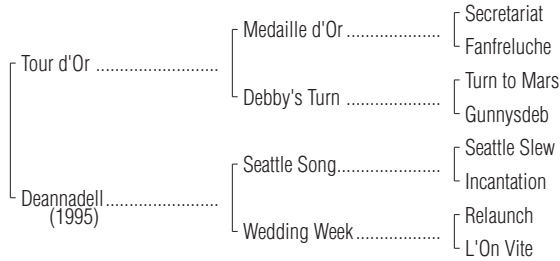 Secretariat
Medaille d'Or ........................
Fanfreluche
Tour d'Or ................................
Turn to Mars
Debby's Turn ........................
Gunnysdeb
Seattle Slew
Seattle Song..........................
Incantation
Deannadell.............................
(1995)
Relaunch
Wedding Week......................
L'On Vite